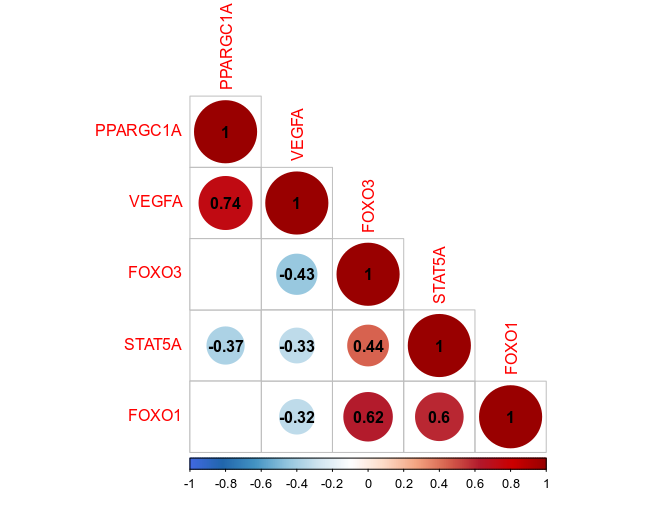 PPARGC1A
VEGFA
FOXO3
STAT5A
FOXO1
PPARGC1A 1
VEGFA 0.74 1
FOXO3 -0.43 1
STAT5A -0.37 -0.33 0.44 1
FOXO1 -0.32 0.62 0.6 1
-1 -0.8 -0.6 -0.4 -0.2 0 0.2 0.4 0.6 0.8 1